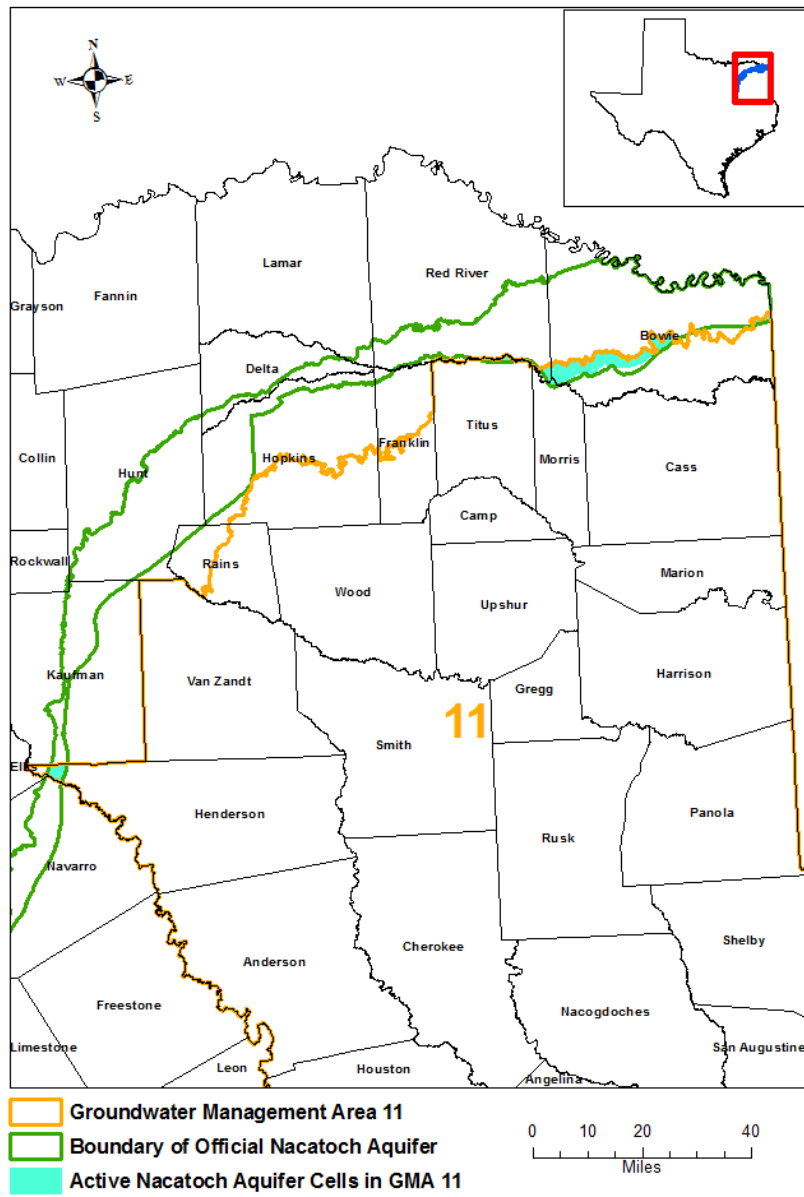 N
W E
S
Lamar
Red River
Fannin
Grayson
Bowie
Delta
Titus
Franklin
Hopkins
Collin
Morris
Cass
Hunt
Camp
Rockwall
Rains
Marion
Wood
Upshur
Kaufman
Harrison
Van Zandt
Gregg
11
Smith
Ellis
Henderson
Panola
Rusk
Navarro
Shelby
Cherokee
Anderson
Freestone
Nacogdoches
Limestone
San Augustine
Leon
Houston
Angelina
Groundwater Management Area 11
Boundary of Official Nacatoch Aquifer
Active Nacatoch Aquifer Cells in GMA 11
0 10 20 40
Miles